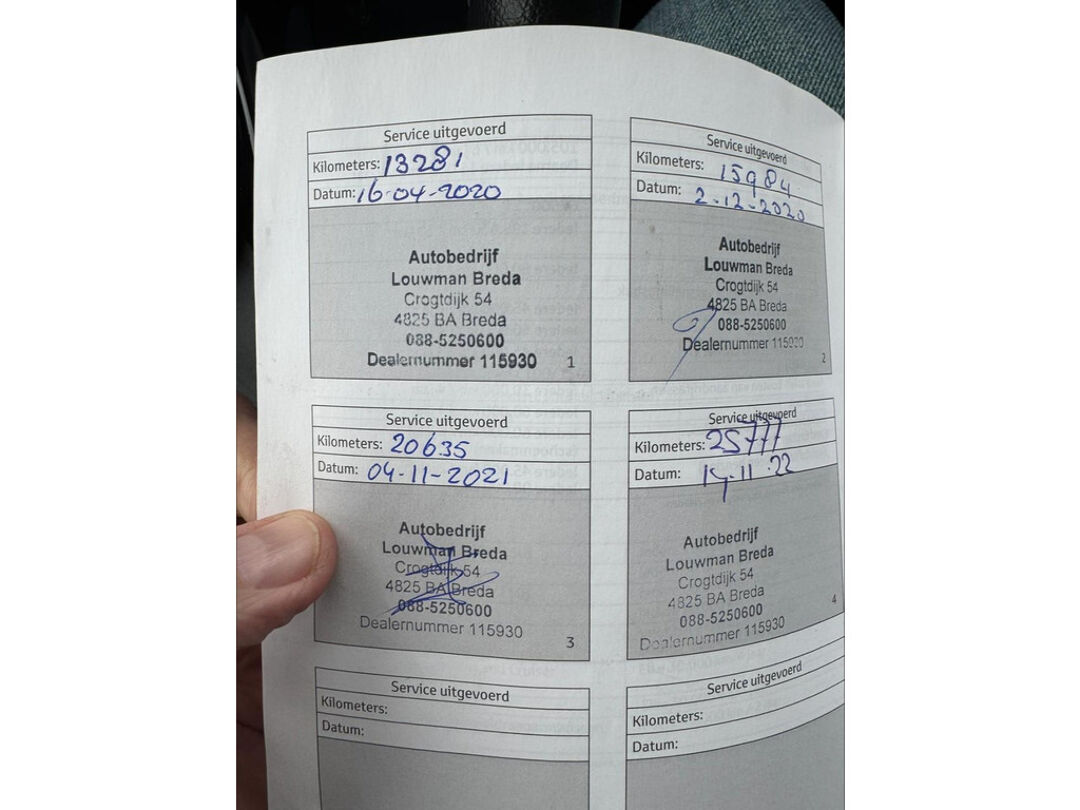 Service uitgevoerd
Kilometers: 13281
Datum: 16-04-2020
Autobedrijf
Louwman Breda
Crogtdijk 54
4825 BA Breda
088-5250600
Dealernummer 115930
1
Service uitgevoerd
Kilometers: 15984
Datum: 2-12-2020
Autobedrijf
Louwman Breda
Crogtdijk 54
4825 BA Breda
088-5250600
Dealernummer 115930
2
Service uitgevoerd
Kilometers: 20635
Datum: 04-11-2021
Autobedrijf
Louwman Breda
Crogtdijk 54
4825 BA Breda
088-5250600
Dealernummer 115930
3
Service uitgevoerd
Kilometers: 25777
Datum: 14-11-22
Autobedrijf
Louwman Breda
Crogtdijk 54
4825 BA Breda
088-5250600
Dealernummer 115930
4
Service uitgevoerd
Kilometers:
Datum:
Service uitgevoerd
Kilometers:
Datum: